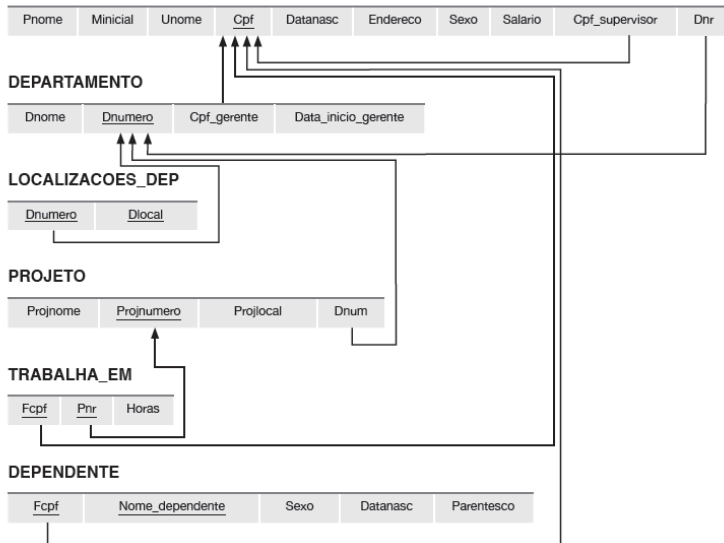 Pnome Minicial Unome Cpf Datanasc Endereco Sexo Salario Cpf_supervisor Dnr
DEPARTAMENTO
Dnome Dnumero Cpf_gerente Data_inicio_gerente
LOCALIZACOES_DEP
Dnumero Dlocal
PROJETO
Projnome Projnumero Projlocal Dnum
TRABALHA_EM
Fcpf Pnr Horas
DEPENDENTE
Fcpf Nome_dependente Sexo Datanasc Parentesco